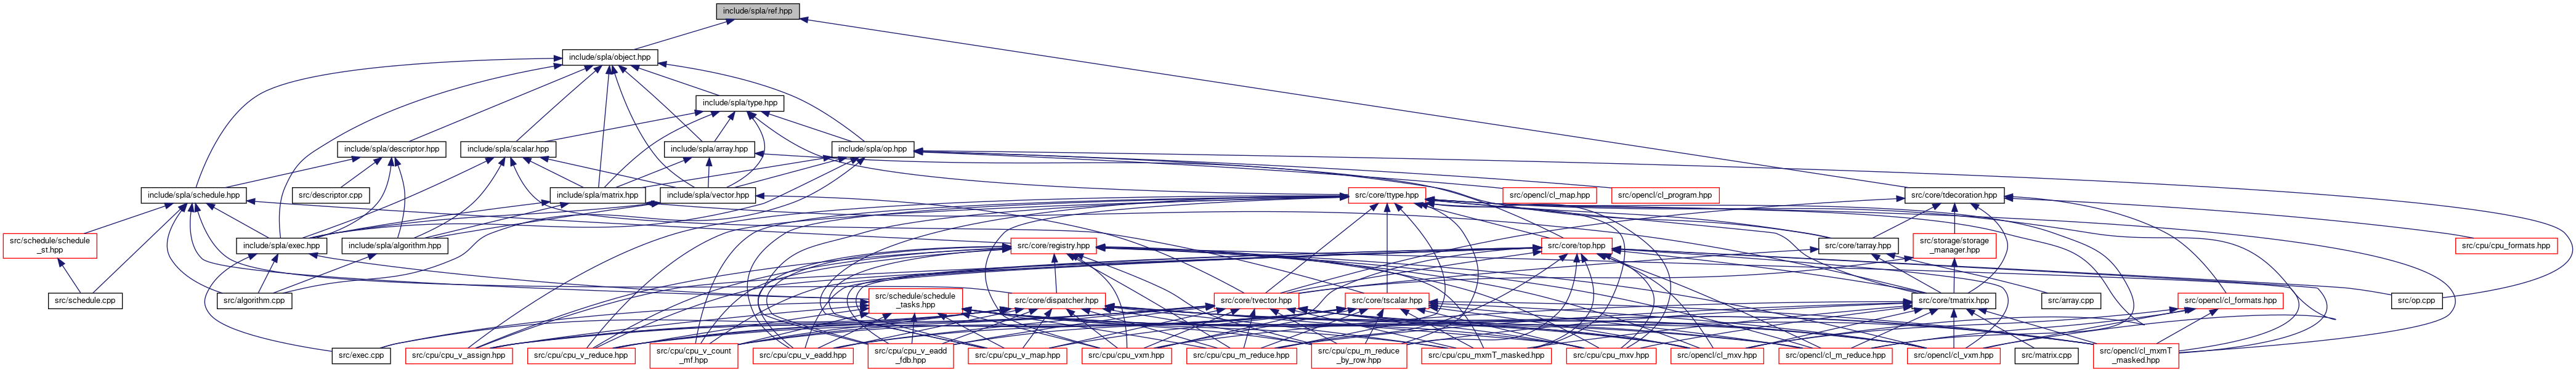 include/spla/ref.hpp
include/spla/object.hpp
include/spla/type.hpp
include/spla/descriptor.hpp
include/spla/scalar.hpp
include/spla/array.hpp
include/spla/op.hpp
include/spla/schedule.hpp
src/descriptor.cpp
include/spla/matrix.hpp
include/spla/vector.hpp
src/core/ttype.hpp
src/opencl/cl_map.hpp
src/opencl/cl_program.hpp
src/core/tdecoration.hpp
src/schedule/schedule
_st.hpp
include/spla/exec.hpp
include/spla/algorithm.hpp
src/core/registry.hpp
src/core/top.hpp
src/core/tarray.hpp
src/storage/storage
_manager.hpp
src/cpu/cpu_formats.hpp
src/schedule.cpp
src/algorithm.cpp
src/schedule/schedule
_tasks.hpp
src/core/dispatcher.hpp
src/core/tvector.hpp
src/core/tscalar.hpp
src/core/tmatrix.hpp
src/array.cpp
src/opencl/cl_formats.hpp
src/op.cpp
src/exec.cpp
src/cpu/cpu_v_assign.hpp
src/cpu/cpu_v_reduce.hpp
src/cpu/cpu_v_count
_mf.hpp
src/cpu/cpu_v_eadd.hpp
src/cpu/cpu_v_eadd
_fdb.hpp
src/cpu/cpu_v_map.hpp
src/cpu/cpu_vxm.hpp
src/cpu/cpu_m_reduce.hpp
src/cpu/cpu_m_reduce
_by_row.hpp
src/cpu/cpu_mxmT_masked.hpp
src/cpu/cpu_mxv.hpp
src/opencl/cl_mxv.hpp
src/opencl/cl_m_reduce.hpp
src/opencl/cl_vxm.hpp
src/matrix.cpp
src/opencl/cl_mxmT
_masked.hpp